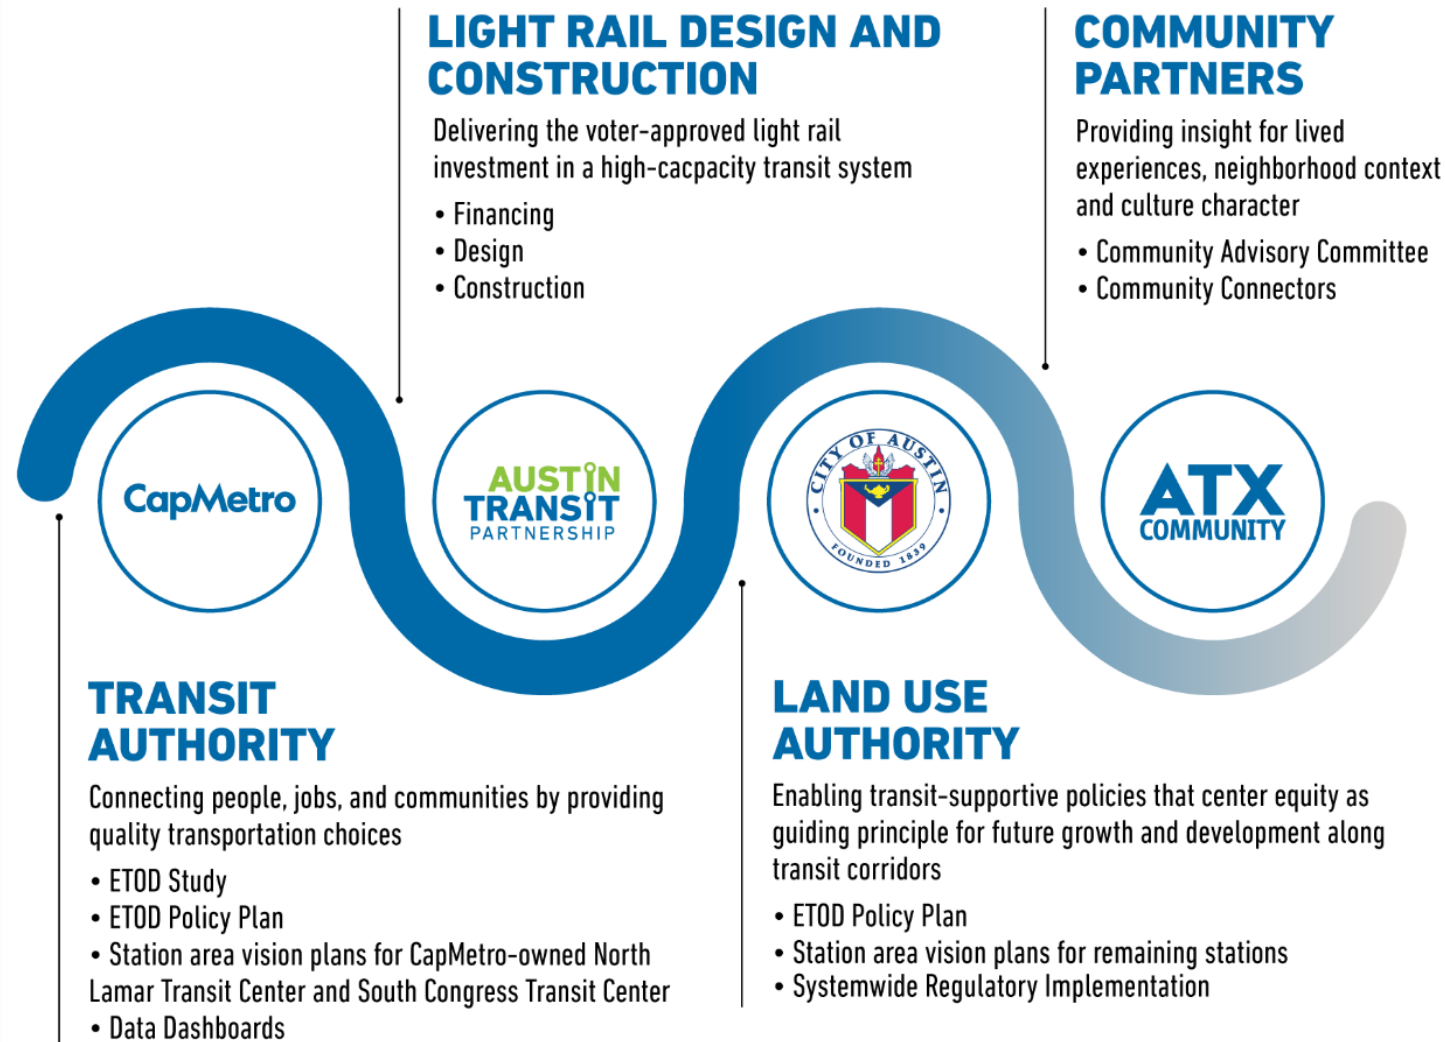 LIGHT RAIL DESIGN AND
CONSTRUCTION
Delivering the voter-approved light rail
investment in a high-cacpacity transit system
• Financing
• Design
• Construction
COMMUNITY
PARTNERS
Providing insight for lived
experiences, neighborhood context
and culture character
• Community Advisory Committee
• Community Connectors
CapMetro
AUSTIN
TRANSIT
PARTNERSHIP
CITY OF AUSTIN
FOUNDED 1839
ATX
COMMUNITY
TRANSIT
AUTHORITY
Connecting people, jobs, and communities by providing
quality transportation choices
• ETOD Study
• ETOD Policy Plan
• Station area vision plans for CapMetro-owned North
Lamar Transit Center and South Congress Transit Center
• Data Dashboards
LAND USE
AUTHORITY
Enabling transit-supportive policies that center equity as
guiding principle for future growth and development along
transit corridors
• ETOD Policy Plan
• Station area vision plans for remaining stations
• Systemwide Regulatory Implementation